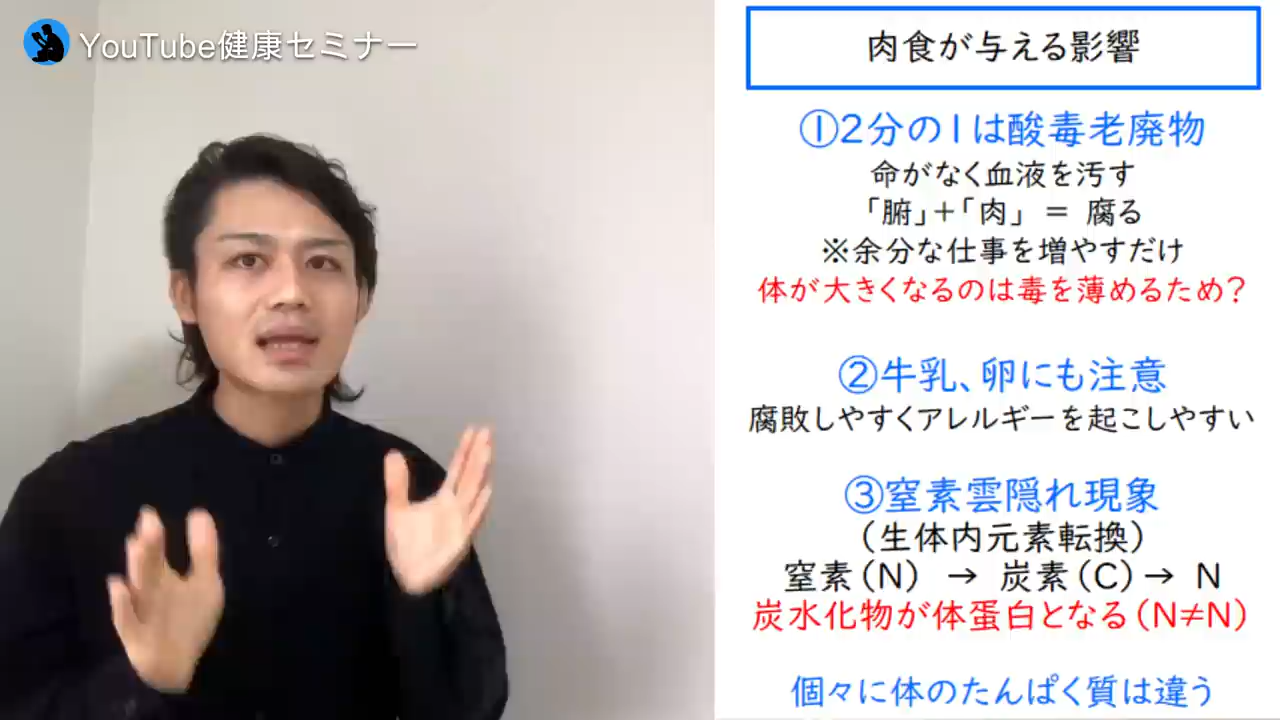 YouTube健康セミナー
肉食が与える影響
①2分の1は酸毒老廃物
命がなく血液を汚す
「腑」+「肉」 = 腐る
※余分な仕事を増やすだけ
体が大きくなるのは毒を薄めるため？
②牛乳、卵にも注意
腐敗しやすくアレルギーを起こしやすい
③窒素雲隠れ現象
（生体内元素転換）
窒素（N） → 炭素（C）→ N
炭水化物が体蛋白となる（N≠N）
個々に体のたんぱく質は違う